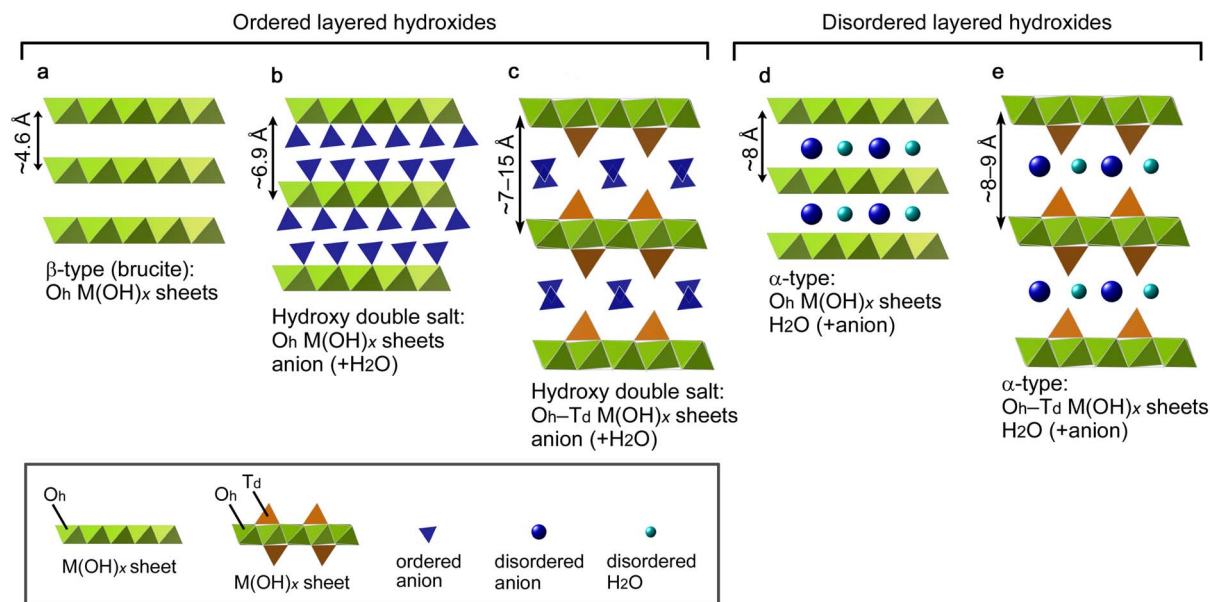 Ordered layered hydroxides
Disordered layered hydroxides
a
~4.6 Å
β-type (brucite):
Oh M(OH)x sheets
b
~6.9 Å
Hydroxy double salt:
Oh M(OH)x sheets
anion (+H2O)
c
~7–15 Å
Hydroxy double salt:
Oh–Td M(OH)x sheets
anion (+H2O)
d
~8 Å
α-type:
Oh M(OH)x sheets
H2O (+anion)
e
~8–9 Å
α-type:
Oh–Td M(OH)x sheets
H2O (+anion)
Oh
M(OH)x sheet
Oh
Td
M(OH)x sheet
ordered
anion
disordered
anion
disordered
H2O